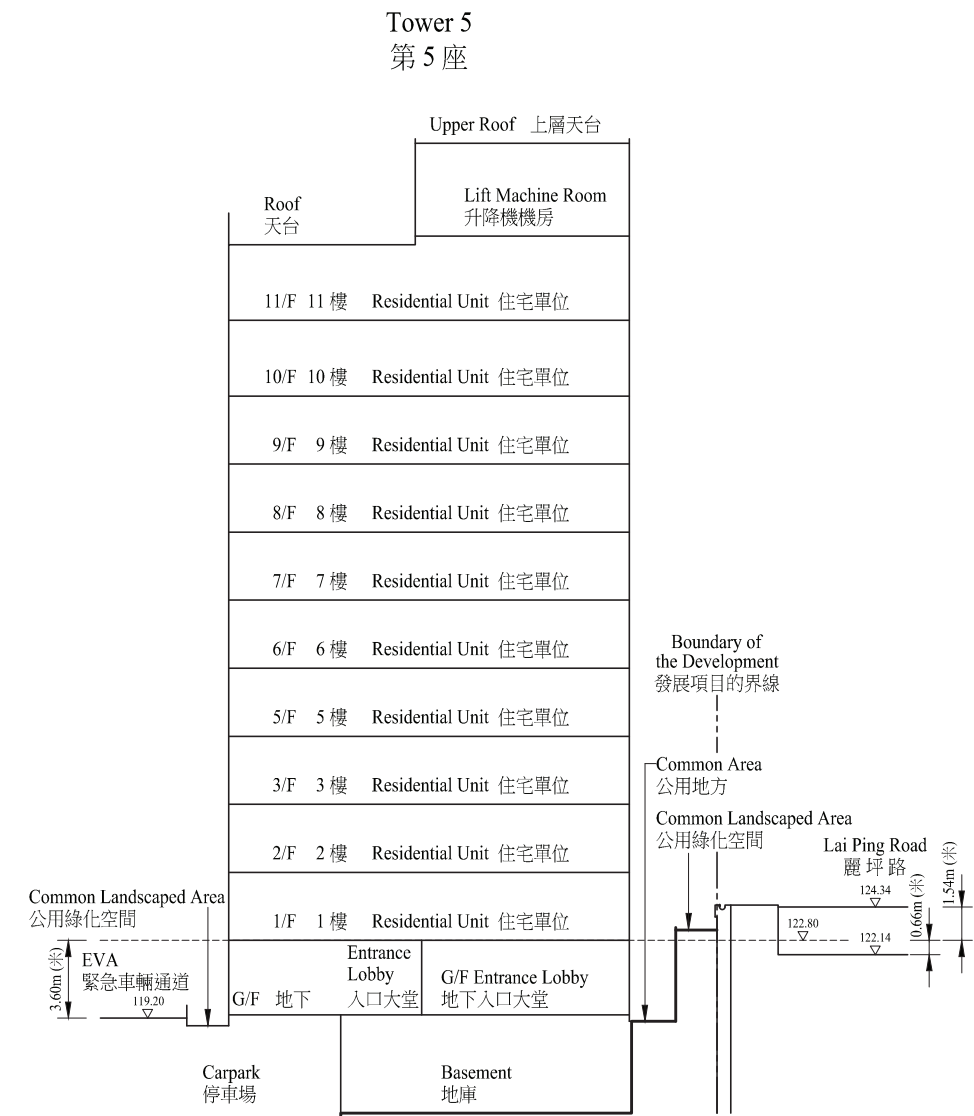 Tower 5
第 5 座
Upper Roof 上層天台
Lift Machine Room
升降機機房
Roof
天台
11/F 11 樓 Residential Unit 住宅單位
10/F 10 樓 Residential Unit 住宅單位
9/F 9 樓 Residential Unit 住宅單位
8/F 8 樓 Residential Unit 住宅單位
7/F 7 樓 Residential Unit 住宅單位
6/F 6 樓 Residential Unit 住宅單位
5/F 5 樓 Residential Unit 住宅單位
3/F 3 樓 Residential Unit 住宅單位
2/F 2 樓 Residential Unit 住宅單位
1/F 1 樓 Residential Unit 住宅單位
Boundary of
the Development
發展項目的界線
Common Area
公用地方
Common Landscaped Area
公用綠化空間
Lai Ping Road
麗坪路
124.34
122.80
122.14
0.66m (米)
1.54m (米)
Common Landscaped Area
公用綠化空間
3.60m (米)
EVA
緊急車輛通道
119.20
G/F 地下
Entrance
Lobby
入口大堂
G/F Entrance Lobby
地下入口大堂
Carpark
停車場
Basement
地庫